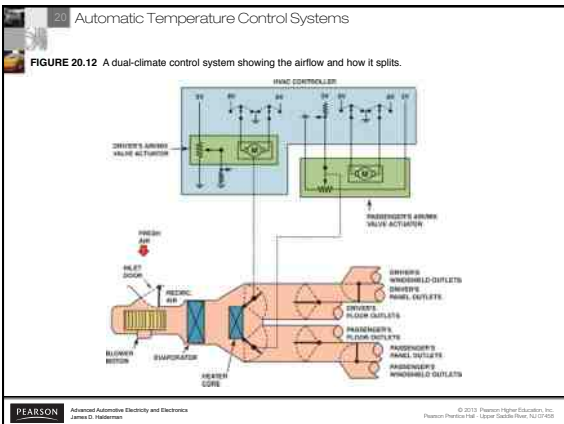 20 Automatic Temperature Control Systems
FIGURE 20.12 A dual-climate control system showing the airflow and how it splits.
HVAC CONTROLLER
DRIVER'S AIR/MIX
VALVE ACTUATOR
M
M
PASSENGER'S AIR/MIX
VALVE ACTUATOR
FRESH
AIR
INLET
DOOR
RECIRC.
AIR
BLOWER
MOTOR
EVAPORATOR
HEATER
CORE
DRIVER'S
WINDSHIELD OUTLETS
DRIVER'S
PANEL OUTLETS
DRIVER'S
FLOOR OUTLETS
PASSENGER'S
FLOOR OUTLETS
PASSENGER'S
PANEL OUTLETS
PASSENGER'S
WINDSHIELD OUTLETS
PEARSON
Advanced Automotive Electricity and Electronics
James D. Halderman
© 2013 Pearson Higher Education, Inc.
Pearson Prentice Hall - Upper Saddle River, NJ 07458